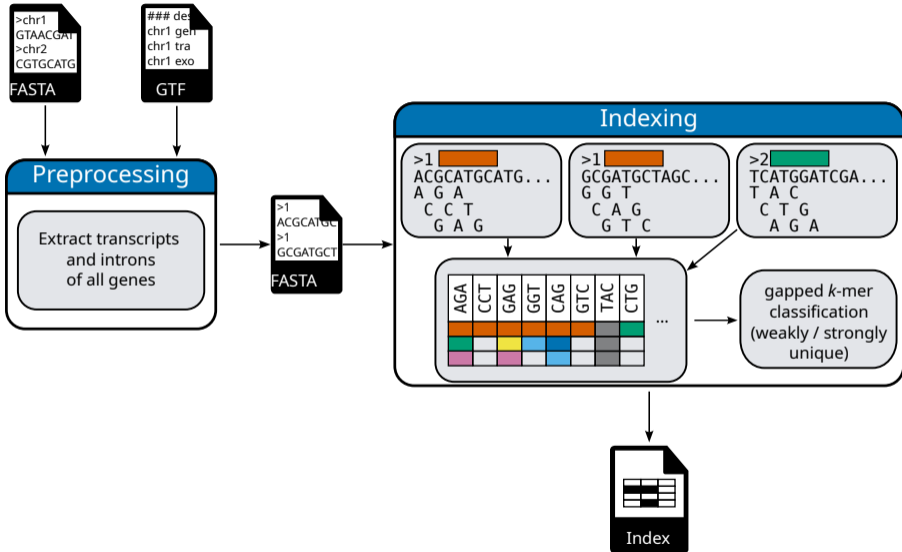 >chr1
GTAACGAT
>chr2
CGTGCATG
FASTA
### des
chr1 gen
chr1 tra
chr1 exo
GTF
Preprocessing
Extract transcripts
and introns
of all genes
>1
ACGCATGC
>1
GCGATGCT
FASTA
Indexing
>1
ACGCATGCATG...
A G A
C C T
G A G
>1
GCGATGCTAGC...
G G T
C A G
G T C
>2
TCATGGATCGA...
T A C
C T G
A G A
AGA
CCT
GAG
GGT
CAG
GTC
TAC
CTG
...
gapped k-mer
classification
(weakly / strongly
unique)
Index